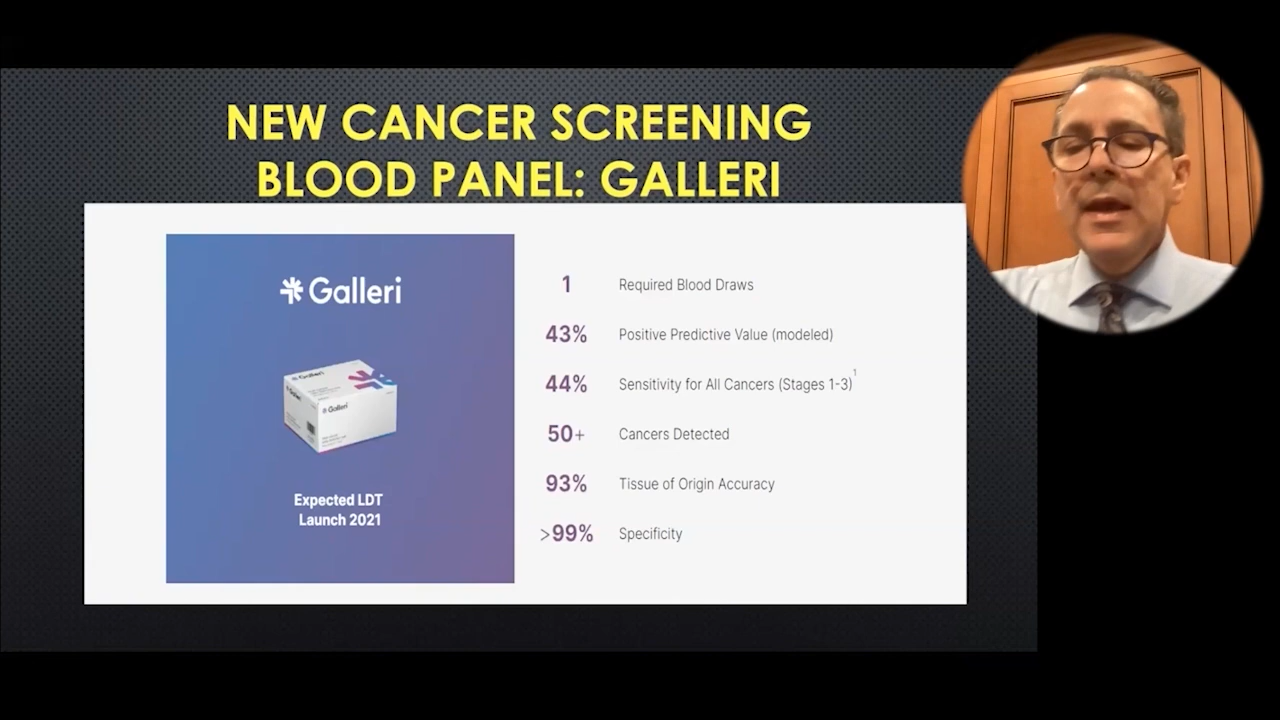 NEW CANCER SCREENING
BLOOD PANEL: GALLERI
Galleri
Galleri
Galleri
Expected LDT
Launch 2021
1 Required Blood Draws
43% Positive Predictive Value (modeled)
44% Sensitivity for All Cancers (Stages 1-3)1
50+ Cancers Detected
93% Tissue of Origin Accuracy
>99% Specificity